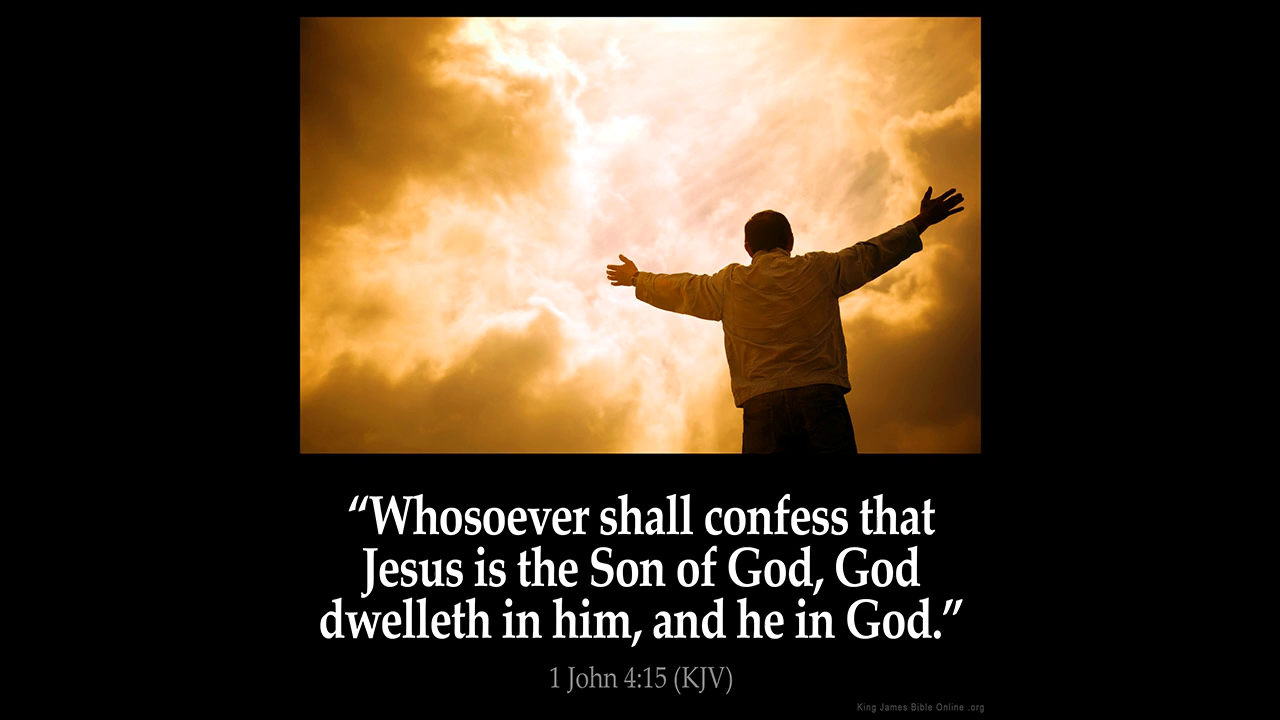 “Whosoever shall confess that
Jesus is the Son of God, God
dwelleth in him, and he in God.”
1 John 4:15 (KJV)
King James Bible Online .org